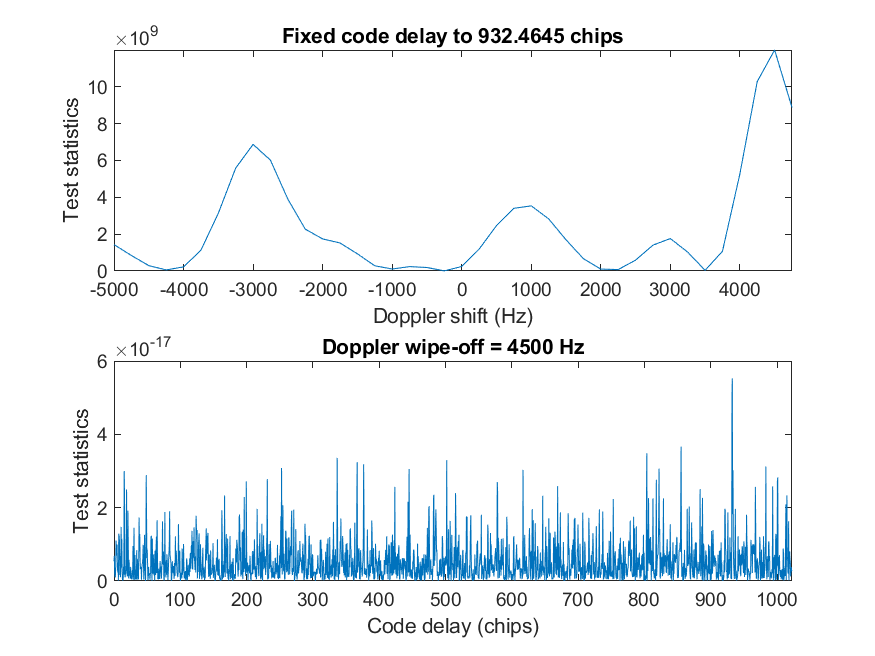 Fixed code delay to 932.4645 chips
×10⁹
10
8
6
4
2
0
Test statistics
-5000 -4000 -3000 -2000 -1000 0 1000 2000 3000 4000
Doppler shift (Hz)
Doppler wipe-off = 4500 Hz
×10⁻¹⁷
6
4
2
0
Test statistics
0 100 200 300 400 500 600 700 800 900 1000
Code delay (chips)